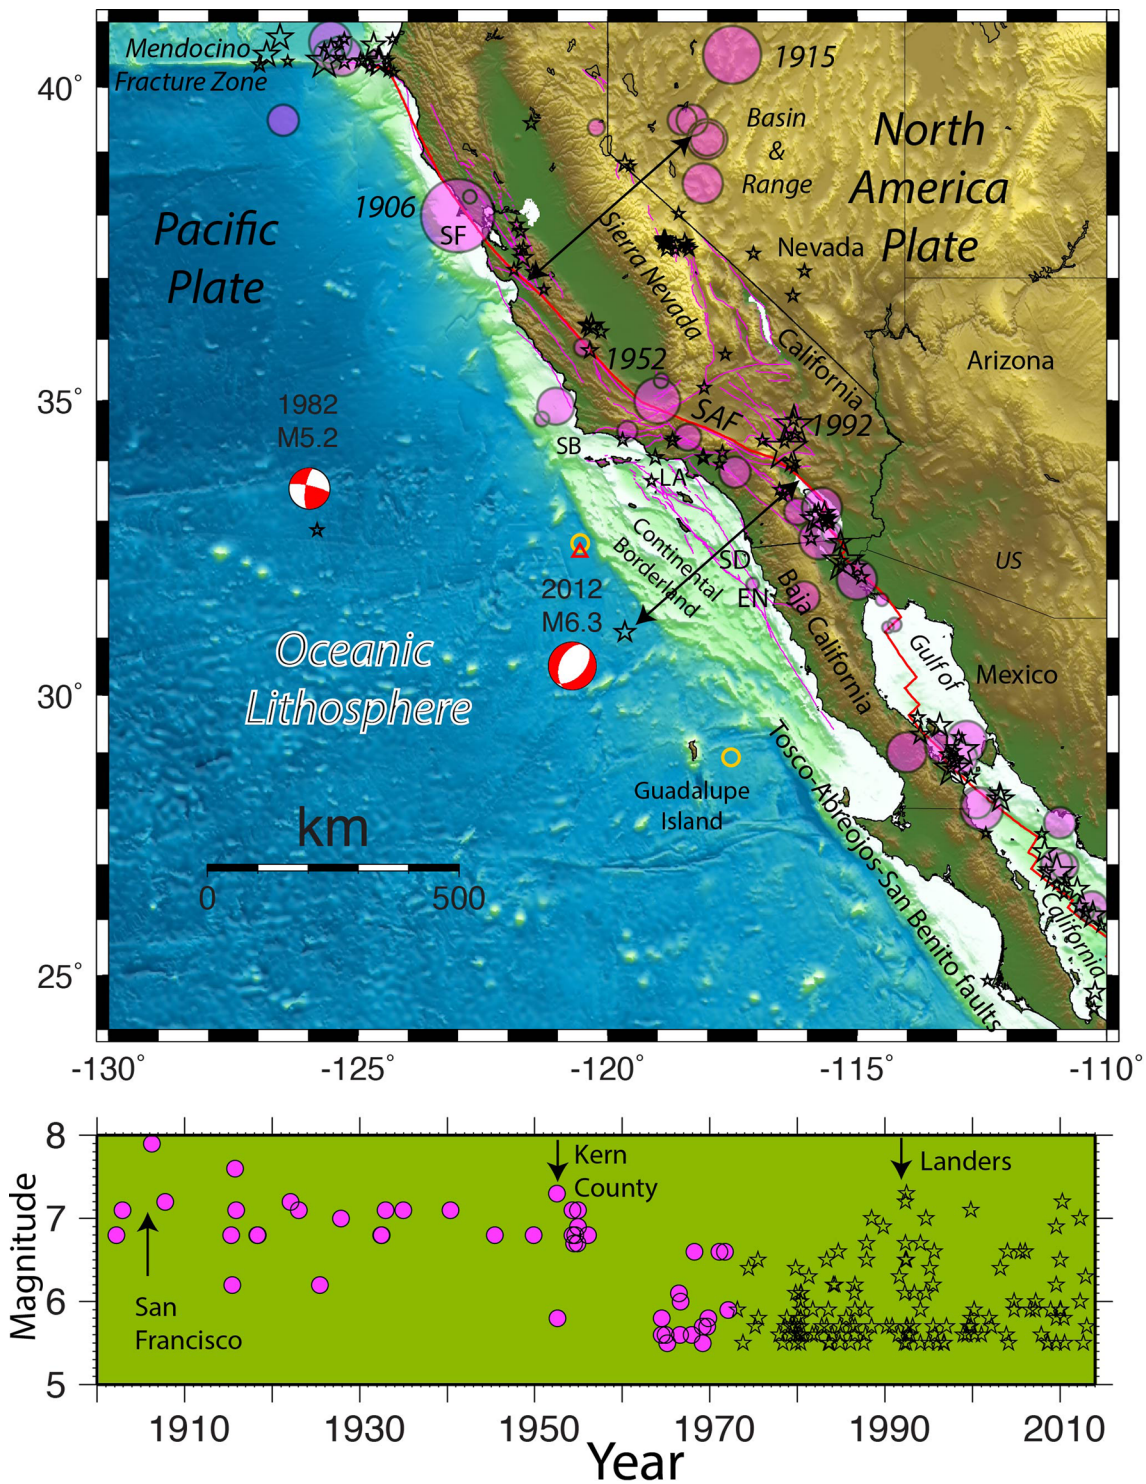 Mendocino
Fracture Zone
1915
Basin
&
Range
North
America
Plate
40°
1906
SF
Pacific
Plate
Sierra Nevada
Nevada
California
Arizona
1952
35°
SAF
1992
1982
M5.2
SB
LA
Continental
Borderland
SD
EN
US
2012
M6.3
Baja California
Gulf of
California
Mexico
Oceanic
Lithosphere
30°
Tosco-Abreojos-San Benito faults
Guadalupe
Island
km
0
500
25°
-130°
-125°
-120°
-115°
-110°
Magnitude
8
7
6
5
San
Francisco
Kern
County
Landers
1910
1930
1950
1970
1990
2010
Year